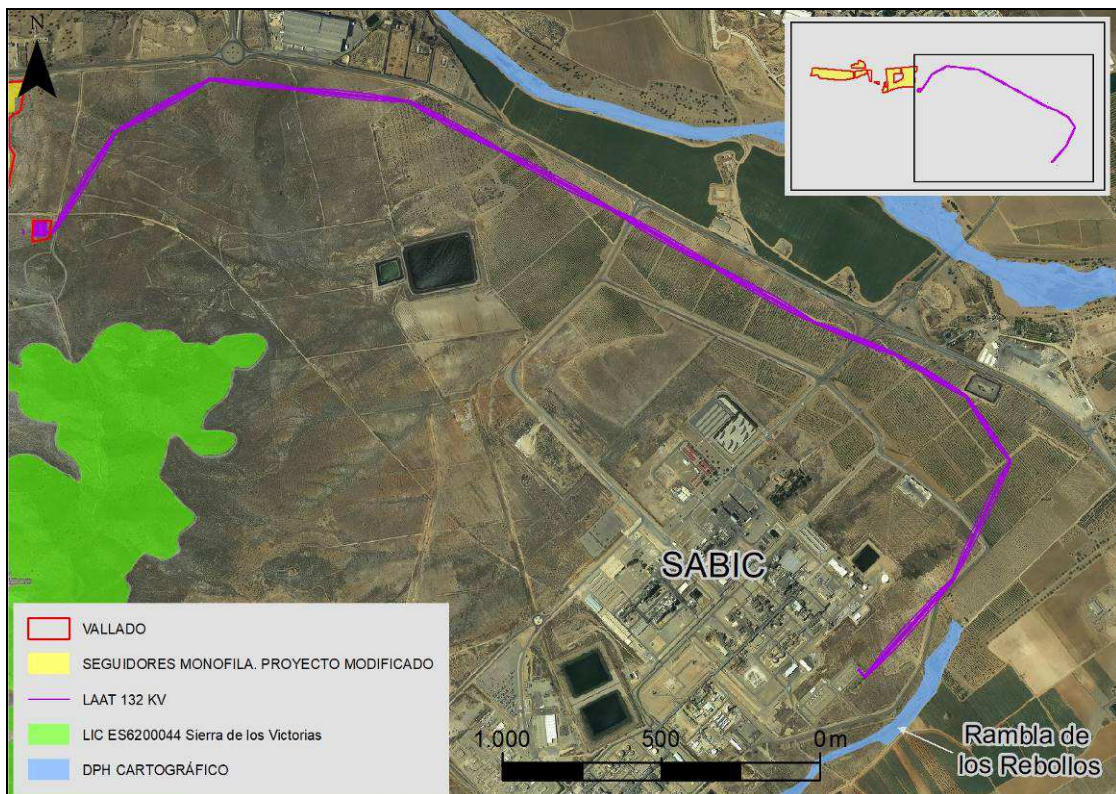 N
SABIC
VALLADO
SEGUIDORES MONOFILA. PROYECTO MODIFICADO
LAAT 132 KV
LIC ES6200044 Sierra de los Victorias
DPH CARTOGRÁFICO
1.000 500 0 m
Rambla de
los Rebollos